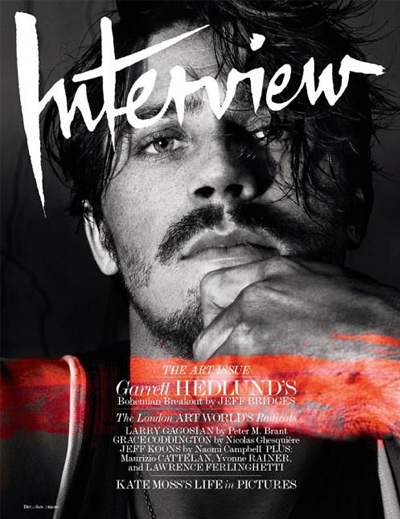 Interview
THE ART ISSUE
Garrett HEDLUND'S
Bohemian Breakout by JEFF BRIDGES
The London ART WORLD'S Radicals
LARRY GAGOSIAN by Peter M. Brant
GRACE CODDINGTON by Nicolas Ghesquière
JEFF KOONS by Naomi Campbell PLUS:
Maurizio CATTELAN, Yvonne RAINER,
and LAWRENCE FERLINGHETTI
KATE MOSS'S LIFE in PICTURES